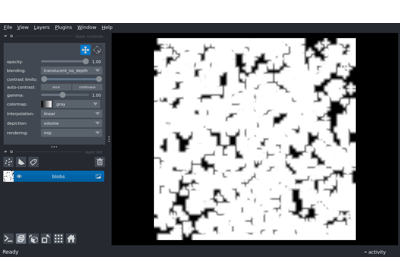 File View Layers Plugins Window Help
opacity: 1.00
blending: translucent_no_depth
contrast limits:
auto-contrast: once continuous
gamma: 1.00
colormap: gray
interpolation: linear
depiction: volume
rendering: mip
blobs
Ready
activity